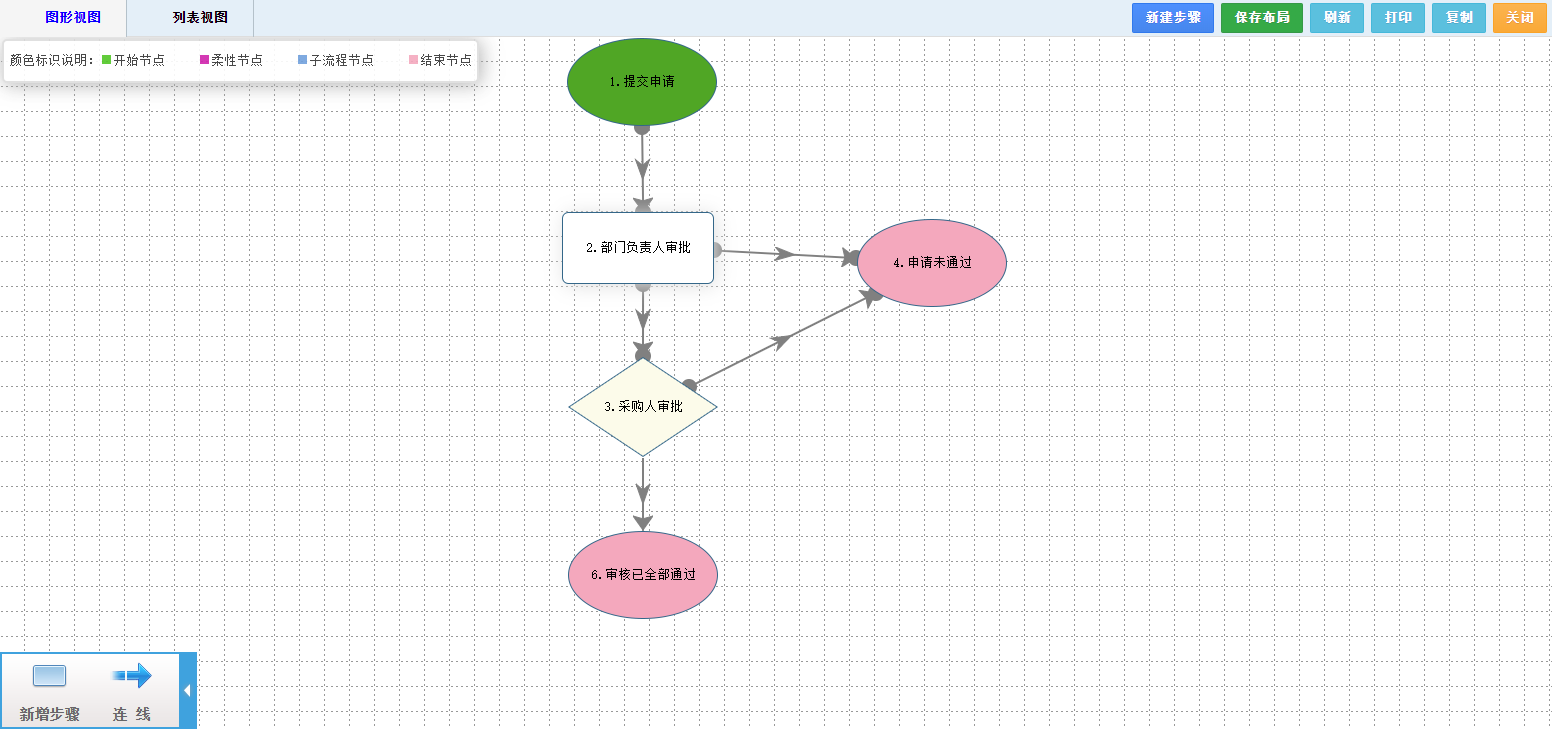 图形视图 列表视图 新建步骤 保存布局 刷新 打印 复制 关闭
颜色标识说明: 开始节点 柔性节点 子流程节点 结束节点
1.提交申请
2.部门负责人审批
4.申请未通过
3.采购人审批
6.审核已全部通过
新增步骤 连 线